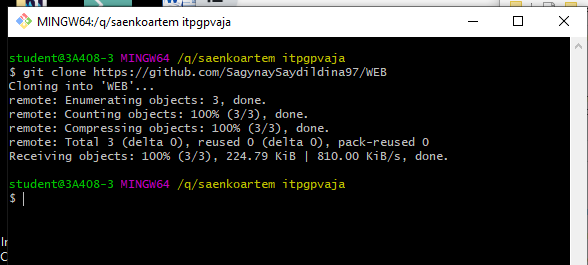 MINGW64:/q/saenkoartem itpgpvaja
student@3A408-3 MINGW64 /q/saenkoartem itpgpvaja
$ git clone https://github.com/SagynaySaydildina97/WEB
Cloning into 'WEB'...
remote: Enumerating objects: 3, done.
remote: Counting objects: 100% (3/3), done.
remote: Compressing objects: 100% (3/3), done.
remote: Total 3 (delta 0), reused 0 (delta 0), pack-reused 0
Receiving objects: 100% (3/3), 224.79 KiB | 810.00 KiB/s, done.
student@3A408-3 MINGW64 /q/saenkoartem itpgpvaja
$